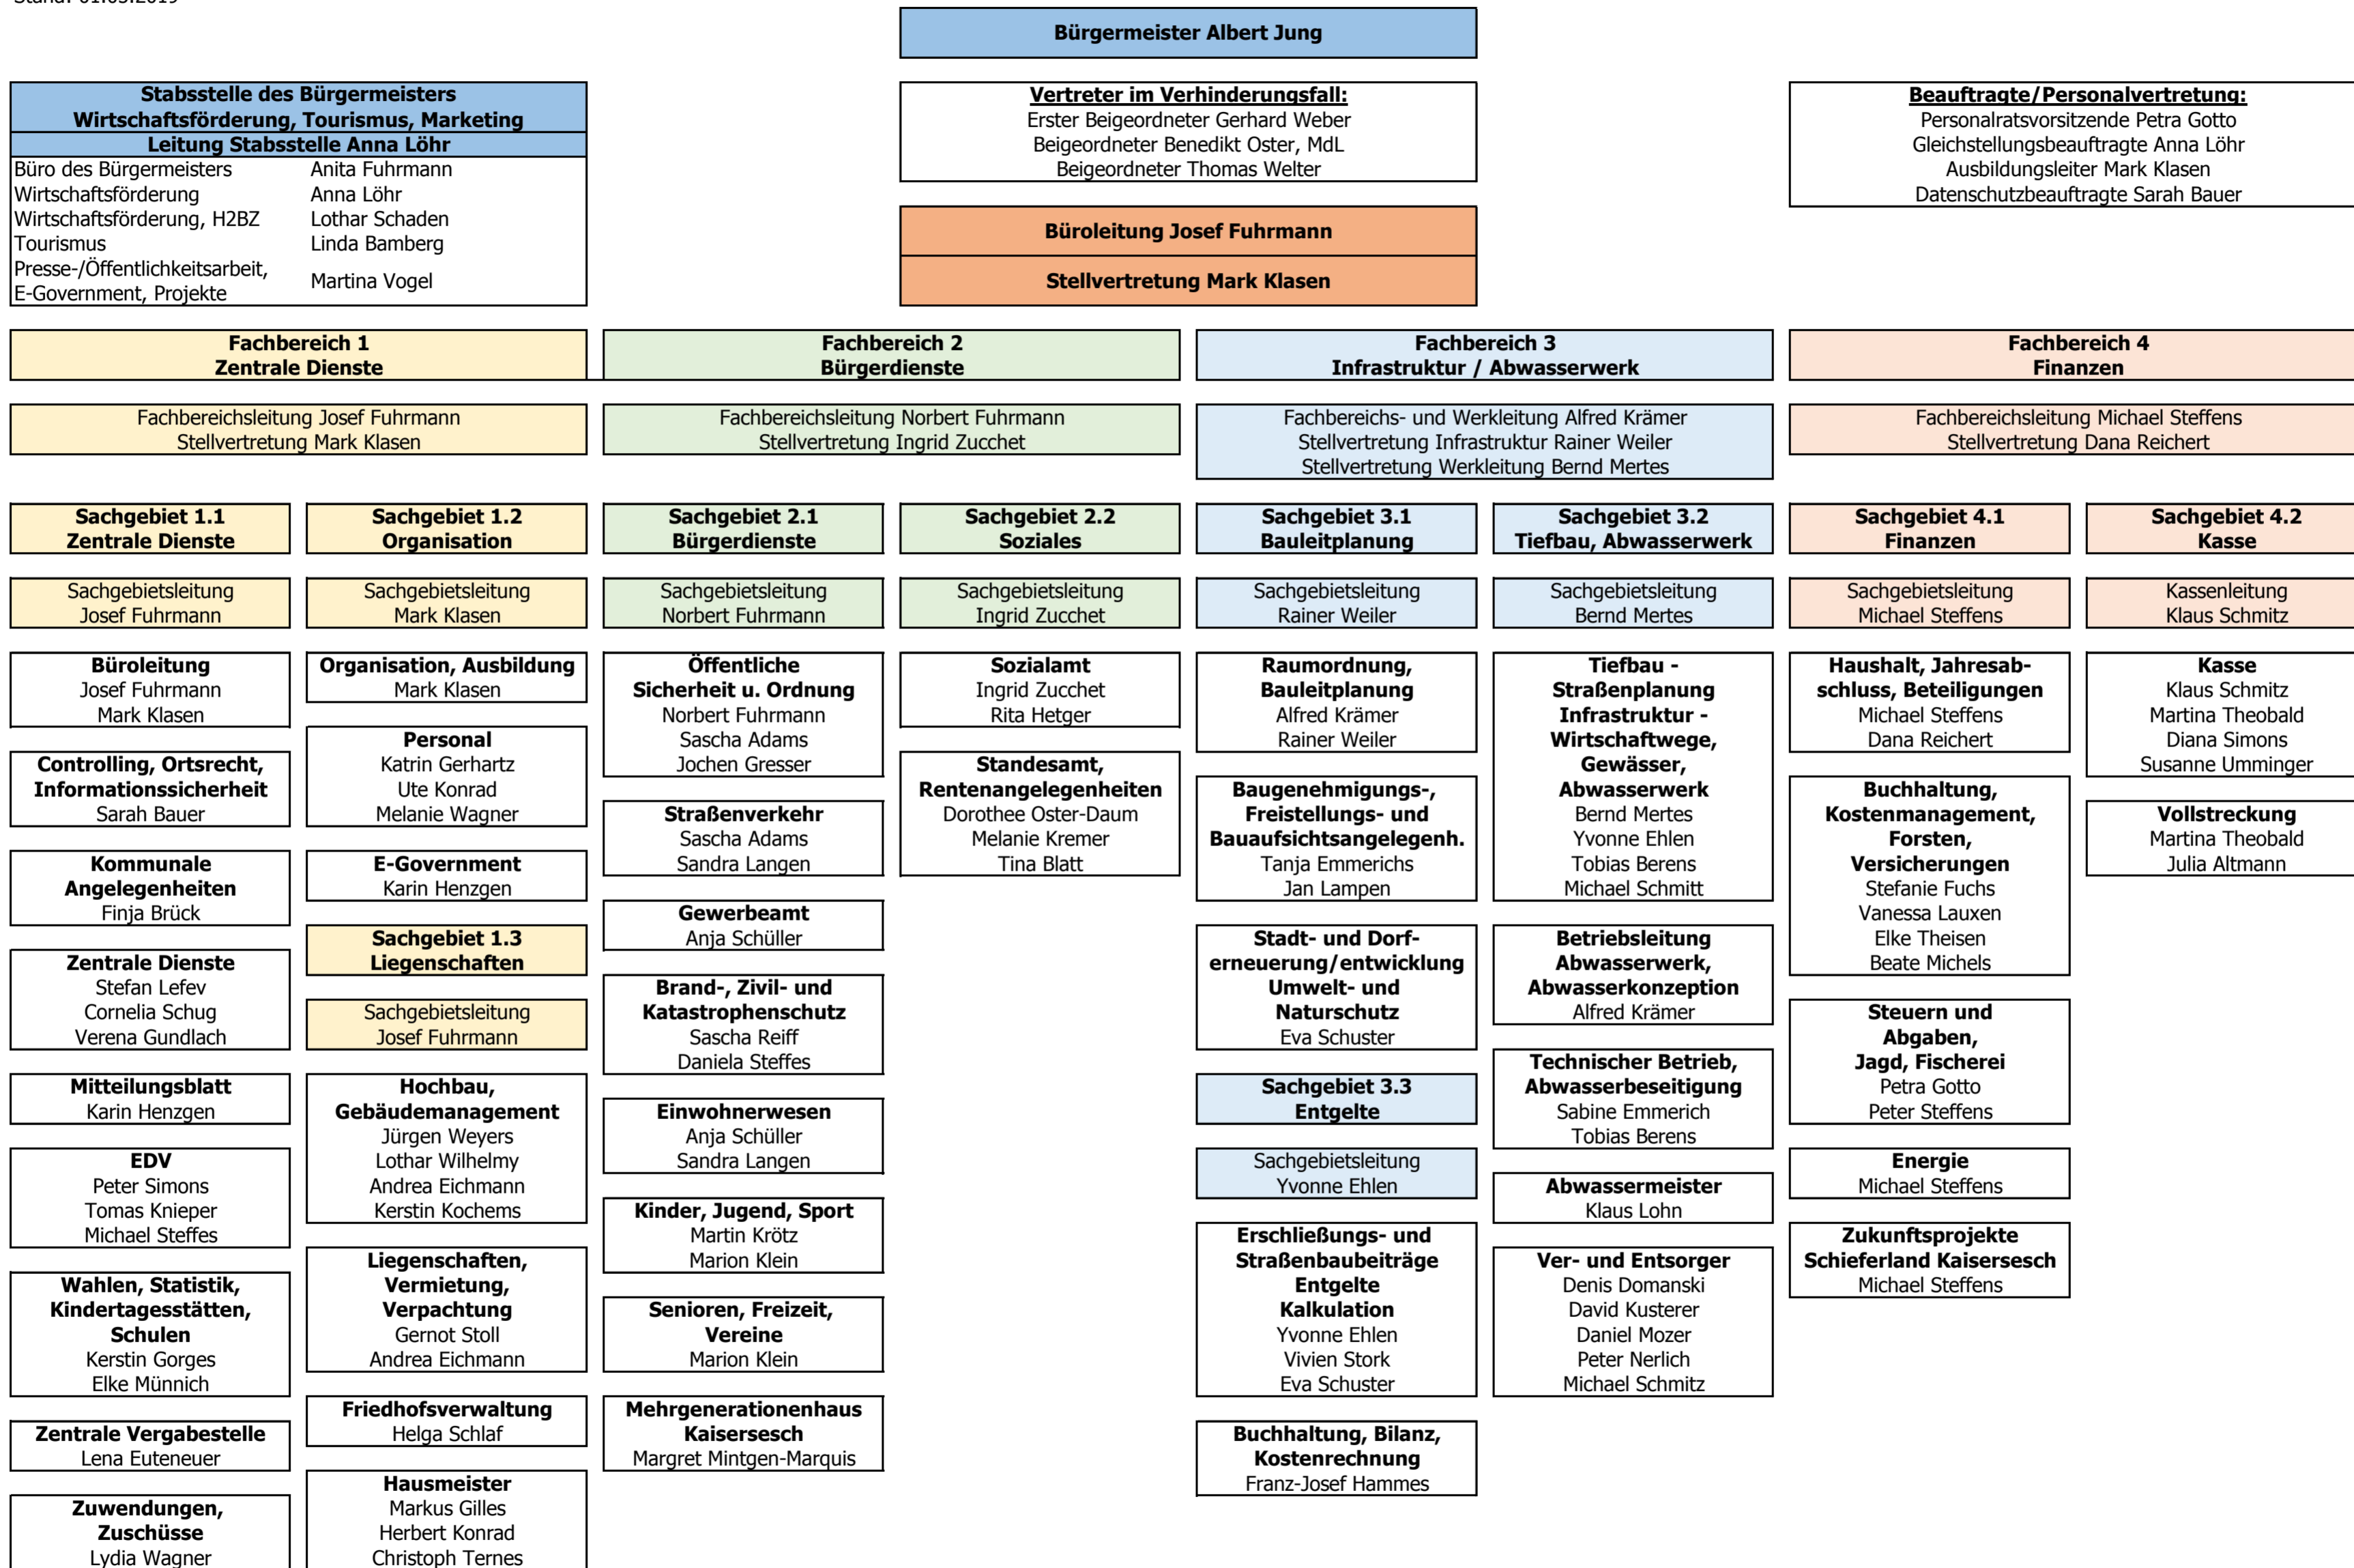 Stand: 01.05.2019
Bürgermeister Albert Jung
Stabsstelle des Bürgermeisters
Wirtschaftsförderung, Tourismus, Marketing
Leitung Stabsstelle Anna Löhr
Büro des Bürgermeisters Anita Fuhrmann
Wirtschaftsförderung Anna Löhr
Wirtschaftsförderung, H2BZ Lothar Schaden
Tourismus Linda Bamberg
Presse-/Öffentlichkeitsarbeit,
E-Government, Projekte Martina Vogel
Vertreter im Verhinderungsfall:
Erster Beigeordneter Gerhard Weber
Beigeordneter Benedikt Oster, MdL
Beigeordneter Thomas Welter
Beauftragte/Personalvertretung:
Personalratsvorsitzende Petra Gotto
Gleichstellungsbeauftragte Anna Löhr
Ausbildungsleiter Mark Klasen
Datenschutzbeauftragte Sarah Bauer
Büroleitung Josef Fuhrmann
Stellvertretung Mark Klasen
Fachbereich 1
Zentrale Dienste
Fachbereichsleitung Josef Fuhrmann
Stellvertretung Mark Klasen
Fachbereich 2
Bürgerdienste
Fachbereichsleitung Norbert Fuhrmann
Stellvertretung Ingrid Zucchet
Fachbereich 3
Infrastruktur / Abwasserwerk
Fachbereichs- und Werkleitung Alfred Krämer
Stellvertretung Infrastruktur Rainer Weiler
Stellvertretung Werkleitung Bernd Mertes
Fachbereich 4
Finanzen
Fachbereichsleitung Michael Steffens
Stellvertretung Dana Reichert
Sachgebiet 1.1
Zentrale Dienste
Sachgebietsleitung
Josef Fuhrmann
Büroleitung
Josef Fuhrmann
Mark Klasen
Controlling, Ortsrecht,
Informationssicherheit
Sarah Bauer
Kommunale
Angelegenheiten
Finja Brück
Zentrale Dienste
Stefan Lefev
Cornelia Schug
Verena Gundlach
Mitteilungsblatt
Karin Henzgen
EDV
Peter Simons
Tomas Knieper
Michael Steffes
Wahlen, Statistik,
Kindertagesstätten,
Schulen
Kerstin Gorges
Elke Münnich
Zentrale Vergabestelle
Lena Euteneuer
Zuwendungen,
Zuschüsse
Lydia Wagner
Sachgebiet 1.2
Organisation
Sachgebietsleitung
Mark Klasen
Organisation, Ausbildung
Mark Klasen
Personal
Katrin Gerhartz
Ute Konrad
Melanie Wagner
E-Government
Karin Henzgen
Sachgebiet 1.3
Liegenschaften
Sachgebietsleitung
Josef Fuhrmann
Hochbau,
Gebäudemanagement
Jürgen Weyers
Lothar Wilhelmy
Andrea Eichmann
Kerstin Kochems
Liegenschaften,
Vermietung,
Verpachtung
Gernot Stoll
Andrea Eichmann
Friedhofsverwaltung
Helga Schlaf
Hausmeister
Markus Gilles
Herbert Konrad
Christoph Ternes
Sachgebiet 2.1
Bürgerdienste
Sachgebietsleitung
Norbert Fuhrmann
Öffentliche
Sicherheit u. Ordnung
Norbert Fuhrmann
Sascha Adams
Jochen Gresser
Straßenverkehr
Sascha Adams
Sandra Langen
Gewerbeamt
Anja Schüller
Brand-, Zivil- und
Katastrophenschutz
Sascha Reiff
Daniela Steffes
Einwohnerwesen
Anja Schüller
Sandra Langen
Kinder, Jugend, Sport
Martin Krötz
Marion Klein
Senioren, Freizeit,
Vereine
Marion Klein
Mehrgenerationenhaus
Kaisersesch
Margret Mintgen-Marquis
Sachgebiet 2.2
Soziales
Sachgebietsleitung
Ingrid Zucchet
Sozialamt
Ingrid Zucchet
Rita Hetger
Standesamt,
Rentenangelegenheiten
Dorothee Oster-Daum
Melanie Kremer
Tina Blatt
Sachgebiet 3.1
Bauleitplanung
Sachgebietsleitung
Rainer Weiler
Raumordnung,
Bauleitplanung
Alfred Krämer
Rainer Weiler
Baugenehmigungs-,
Freistellungs- und
Bauaufsichtsangelegenh.
Tanja Emmerichs
Jan Lampen
Stadt- und Dorf-
erneuerung/entwicklung
Umwelt- und
Naturschutz
Eva Schuster
Sachgebiet 3.3
Entgelte
Sachgebietsleitung
Yvonne Ehlen
Erschließungs- und
Straßenbaubeiträge
Entgelte
Kalkulation
Yvonne Ehlen
Vivien Stork
Eva Schuster
Buchhaltung, Bilanz,
Kostenrechnung
Franz-Josef Hammes
Sachgebiet 3.2
Tiefbau, Abwasserwerk
Sachgebietsleitung
Bernd Mertes
Tiefbau -
Straßenplanung
Infrastruktur -
Wirtschaftwege,
Gewässer,
Abwasserwerk
Bernd Mertes
Yvonne Ehlen
Tobias Berens
Michael Schmitt
Betriebsleitung
Abwasserwerk,
Abwasserkonzeption
Alfred Krämer
Technischer Betrieb,
Abwasserbeseitigung
Sabine Emmerich
Tobias Berens
Abwassermeister
Klaus Lohn
Ver- und Entsorger
Denis Domanski
David Kusterer
Daniel Mozer
Peter Nerlich
Michael Schmitz
Sachgebiet 4.1
Finanzen
Sachgebietsleitung
Michael Steffens
Haushalt, Jahresab-
schluss, Beteiligungen
Michael Steffens
Dana Reichert
Buchhaltung,
Kostenmanagement,
Forsten,
Versicherungen
Stefanie Fuchs
Vanessa Lauxen
Elke Theisen
Beate Michels
Steuern und
Abgaben,
Jagd, Fischerei
Petra Gotto
Peter Steffens
Energie
Michael Steffens
Zukunftsprojekte
Schieferland Kaisersesch
Michael Steffens
Sachgebiet 4.2
Kasse
Kassenleitung
Klaus Schmitz
Kasse
Klaus Schmitz
Martina Theobald
Diana Simons
Susanne Umminger
Vollstreckung
Martina Theobald
Julia Altmann